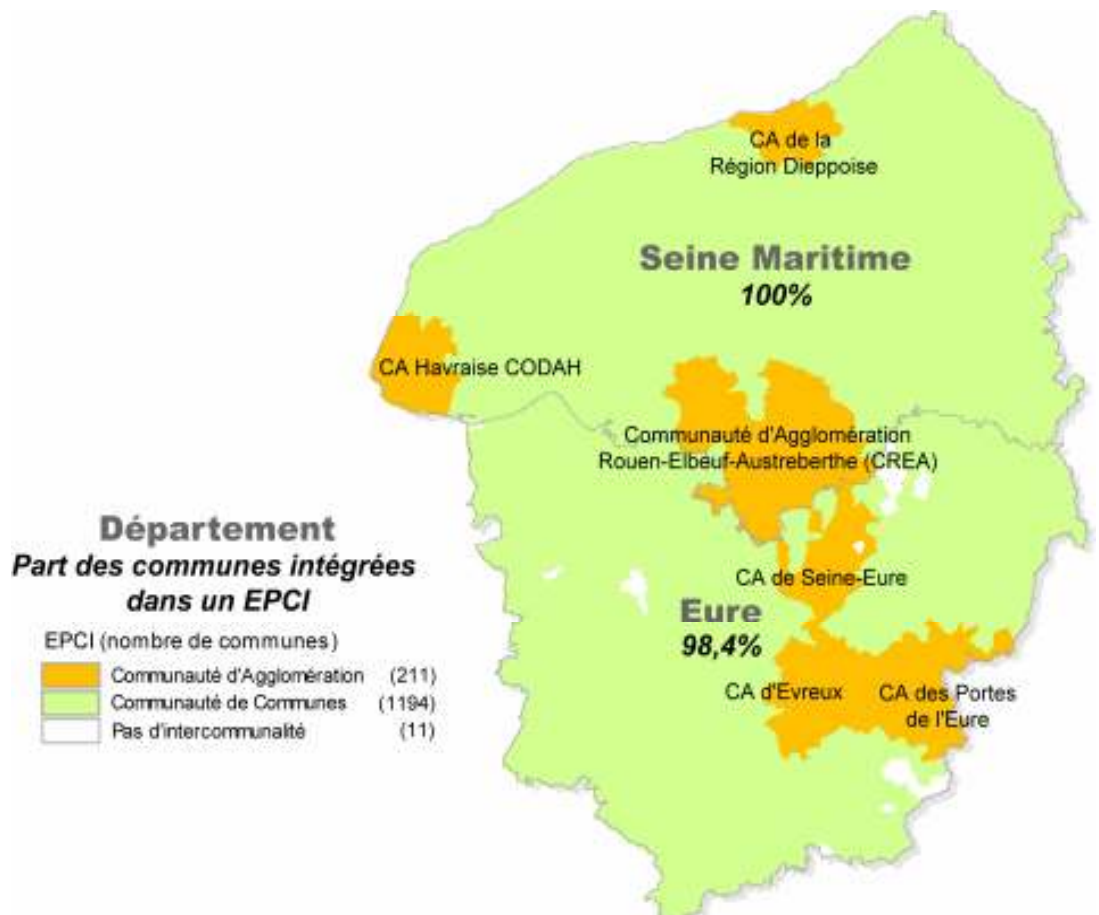 CA de la
Région Dieppoise
Seine Maritime
100%
CA Havraise CODAH
Communauté d'Agglomération
Rouen-Elbeuf-Austreberthe (CREA)
CA de Seine-Eure
Eure
98,4%
CA d'Evreux
CA des Portes
de l'Eure
Département
Part des communes intégrées
dans un EPCI
EPCI (nombre de communes)
Communauté d'Agglomération (211)
Communauté de Communes (1194)
Pas d'intercommunalité (11)